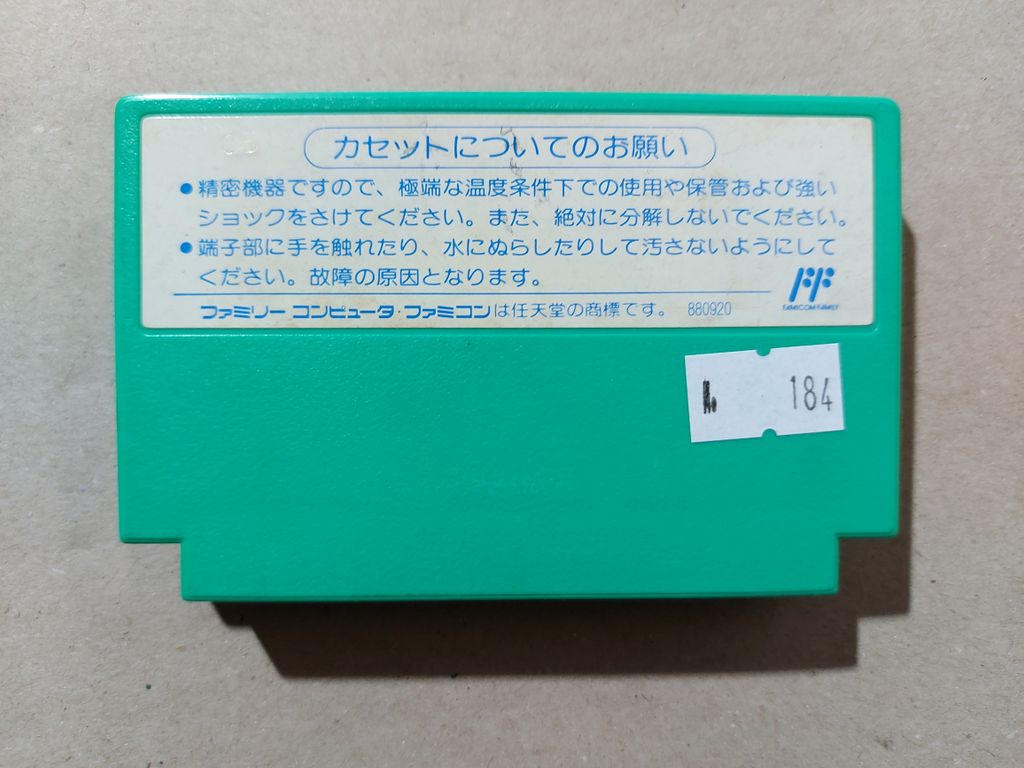 カセットについてのお願い
●精密機器ですので、極端な温度条件下での使用や保管および強い
ショックをさけてください。また、絶対に分解しないでください。
●端子部に手を触れたり、水にぬらしたりして汚さないようにして
ください。故障の原因となります。
FF
FAMICOM FAMILY
ファミリー コンピュータ・ファミコンは任天堂の商標です。 880920
184